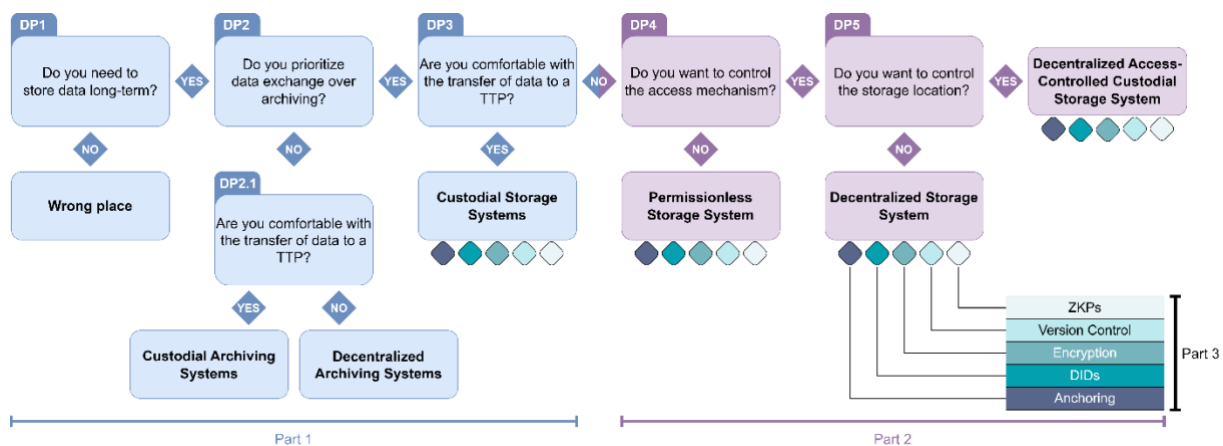 DP1
Do you need to
store data long-term?
YES
NO
Wrong place
DP2
Do you prioritize
data exchange over
archiving?
YES
NO
DP2.1
Are you comfortable with
the transfer of data to a
TTP?
YES
NO
Custodial Archiving
Systems
Decentralized
Archiving Systems
DP3
Are you comfortable with
the transfer of data to a
TTP?
NO
YES
Custodial Storage
Systems
Part 1
DP4
Do you want to control
the access mechanism?
YES
NO
Permissionless
Storage System
DP5
Do you want to control
the storage location?
YES
NO
Decentralized Storage
System
Decentralized Access-
Controlled Custodial
Storage System
ZKPs
Version Control
Encryption
DIDs
Anchoring
Part 3
Part 2